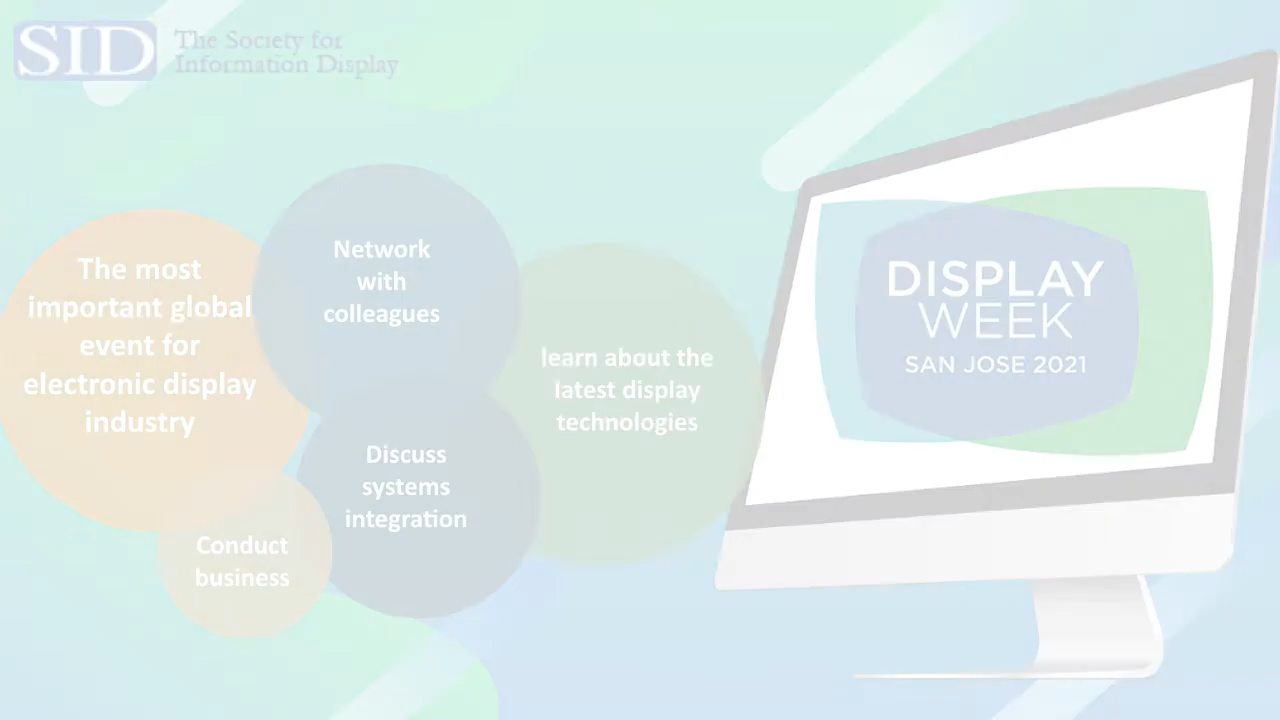 SID
The Society for
Information Display
The most
important global
event for
electronic display
industry
Network
with
colleagues
learn about the
latest display
technologies
Discuss
systems
integration
Conduct
business
DISPLAY
WEEK
SAN JOSE 2021